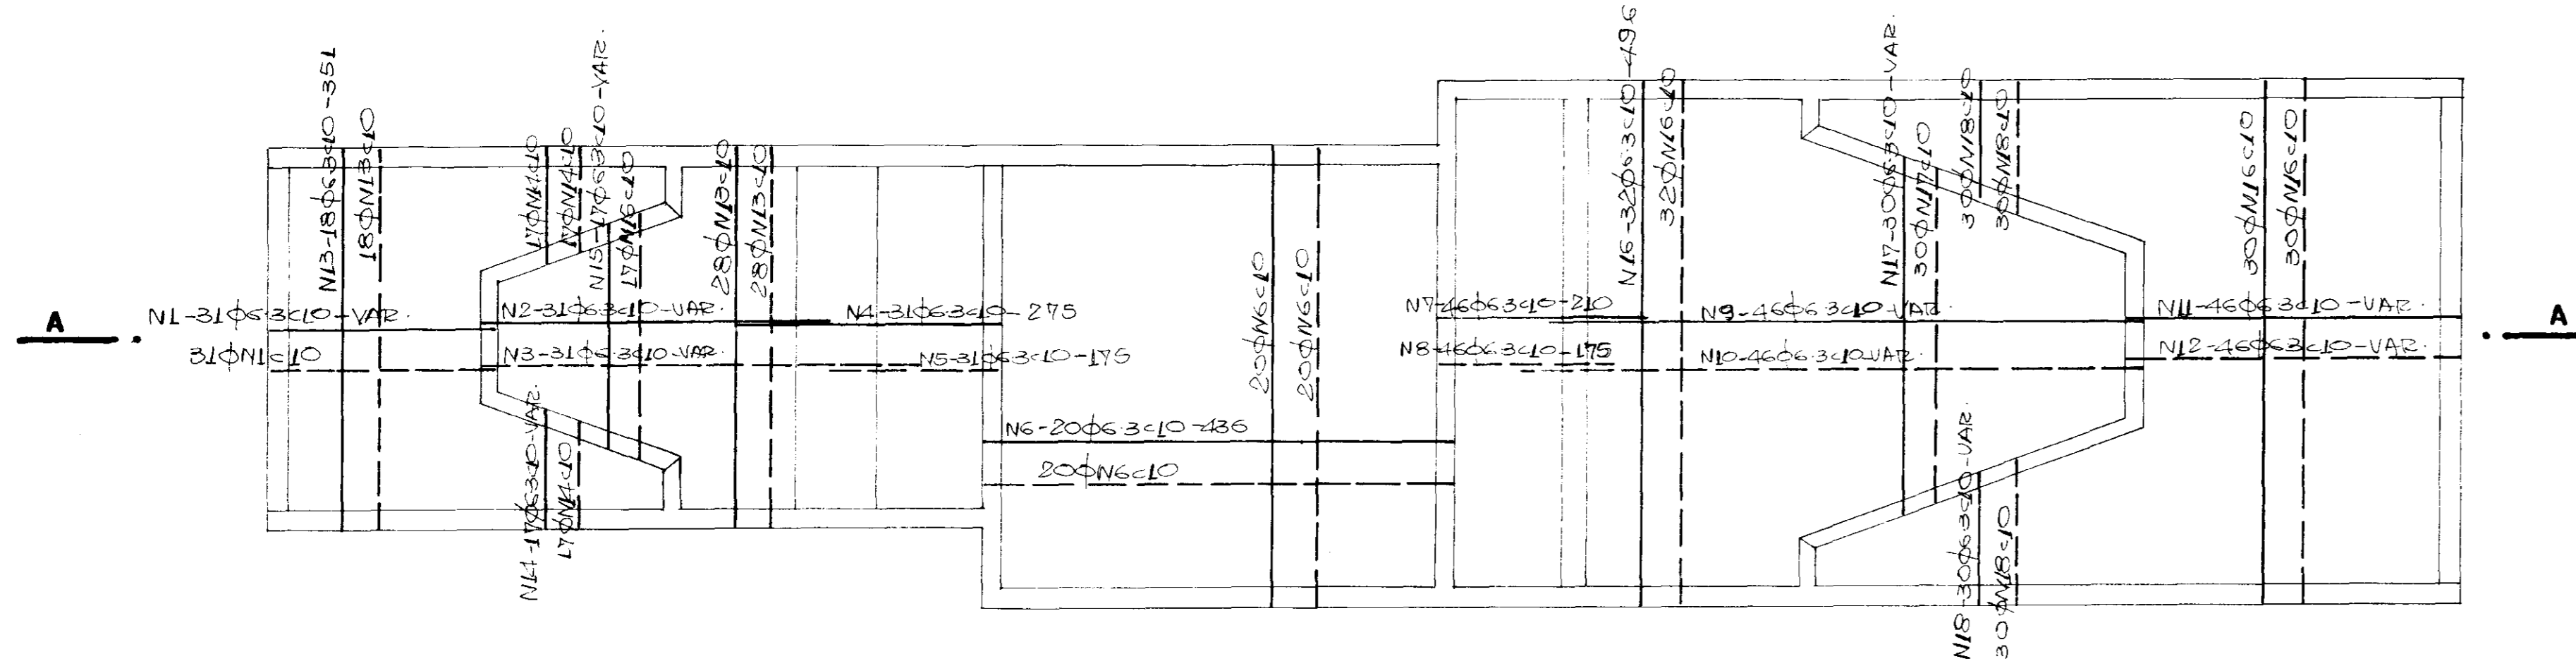 N13-18ϕ6.3c10-351
18ϕN13c10
17ϕN14c10
17ϕN14c10
N15-17ϕ6.3c10-VAR.
17ϕN16c10
28ϕN13c10
28ϕN13c10
20ϕN6c10
20ϕN6c10
N16-32ϕ6.3c10-496
32ϕN16c10
N17-30ϕ6.3c10-VAR.
30ϕN17c10
30ϕN18c10
30ϕN18c10
30ϕN16c10
30ϕN16c10
A
N1-31ϕ6.3c10-VAR.
31ϕN1c10
N2-31ϕ6.3c10-VAR.
N3-31ϕ6.3c10-VAR.
N4-31ϕ6.3c10-275
N5-31ϕ6.3c10-175
N7-46ϕ6.3c10-210
N8-46ϕ6.3c10-175
N9-46ϕ6.3c10-VAR.
N10-46ϕ6.3c10-VAR.
N11-46ϕ6.3c10-VAR.
N12-46ϕ6.3c10-VAR.
A
N6-20ϕ6.3c10-436
20ϕN6c10
N14-17ϕ6.3c10-VAR.
17ϕN14c10
N18-30ϕ6.3c10-VAR.
30ϕN18c10